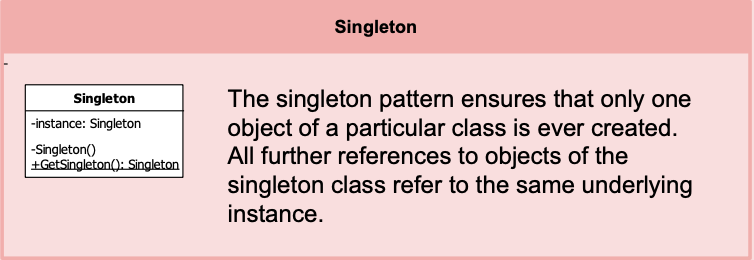 Singleton
-
Singleton
-instance: Singleton
-Singleton()
+GetSingleton(): Singleton
The singleton pattern ensures that only one
object of a particular class is ever created.
All further references to objects of the
singleton class refer to the same underlying
instance.